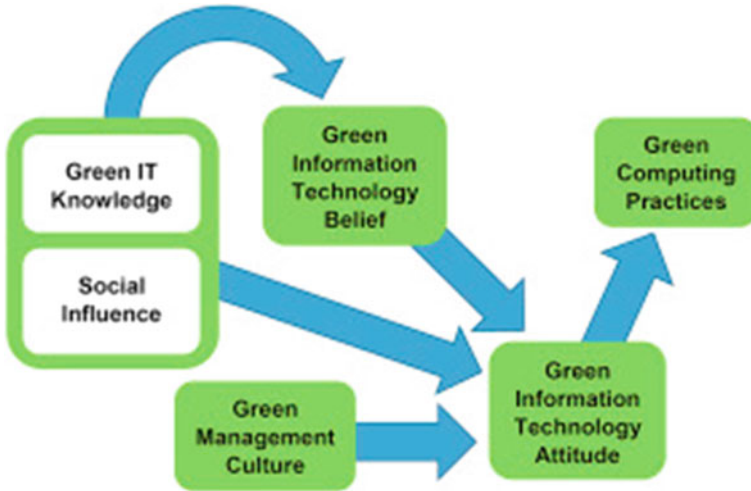 Green IT
Knowledge
Social
Influence
Green
Information
Technology
Belief
Green
Computing
Practices
Green
Management
Culture
Green
Information
Technology
Attitude